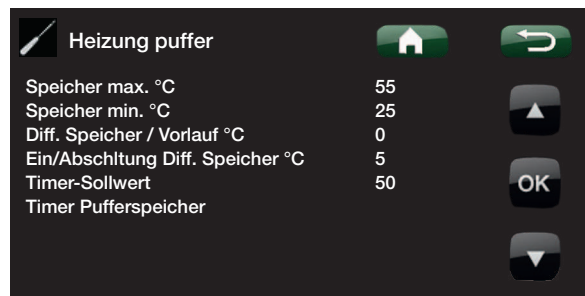 Heizung puffer
Speicher max. °C 55
Speicher min. °C 25
Diff. Speicher / Vorlauf °C 0
Ein/Abschltung Diff. Speicher °C 5
Timer-Sollwert 50
Timer Pufferspeicher
OK